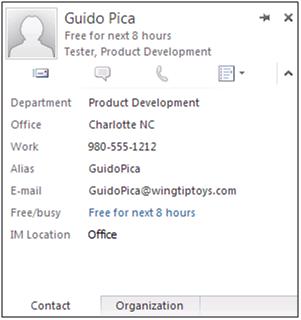 Guido Pica
Free for next 8 hours
Tester, Product Development
Department Product Development
Office Charlotte NC
Work 980-555-1212
Alias GuidoPica
E-mail GuidoPica@wingtiptoys.com
Free/busy Free for next 8 hours
IM Location Office
Contact Organization